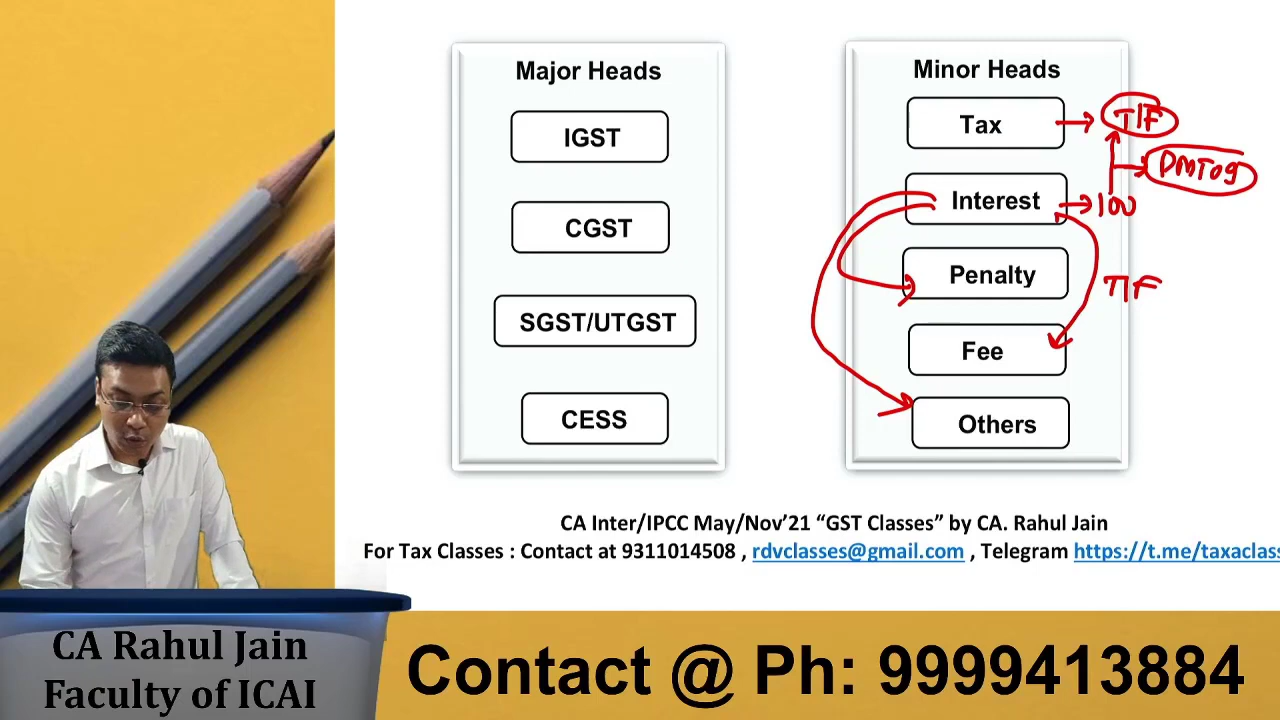 Major Heads
IGST
CGST
SGST/UTGST
CESS
Minor Heads
Tax
TIF
PMT09
Interest
100
Penalty
TIF
Fee
Others
CA Inter/IPCC May/Nov’21 “GST Classes” by CA. Rahul Jain
For Tax Classes : Contact at 9311014508 , rdvclasses@gmail.com , Telegram https://t.me/taxaclass
CA Rahul Jain
Faculty of ICAI
Contact @ Ph: 9999413884